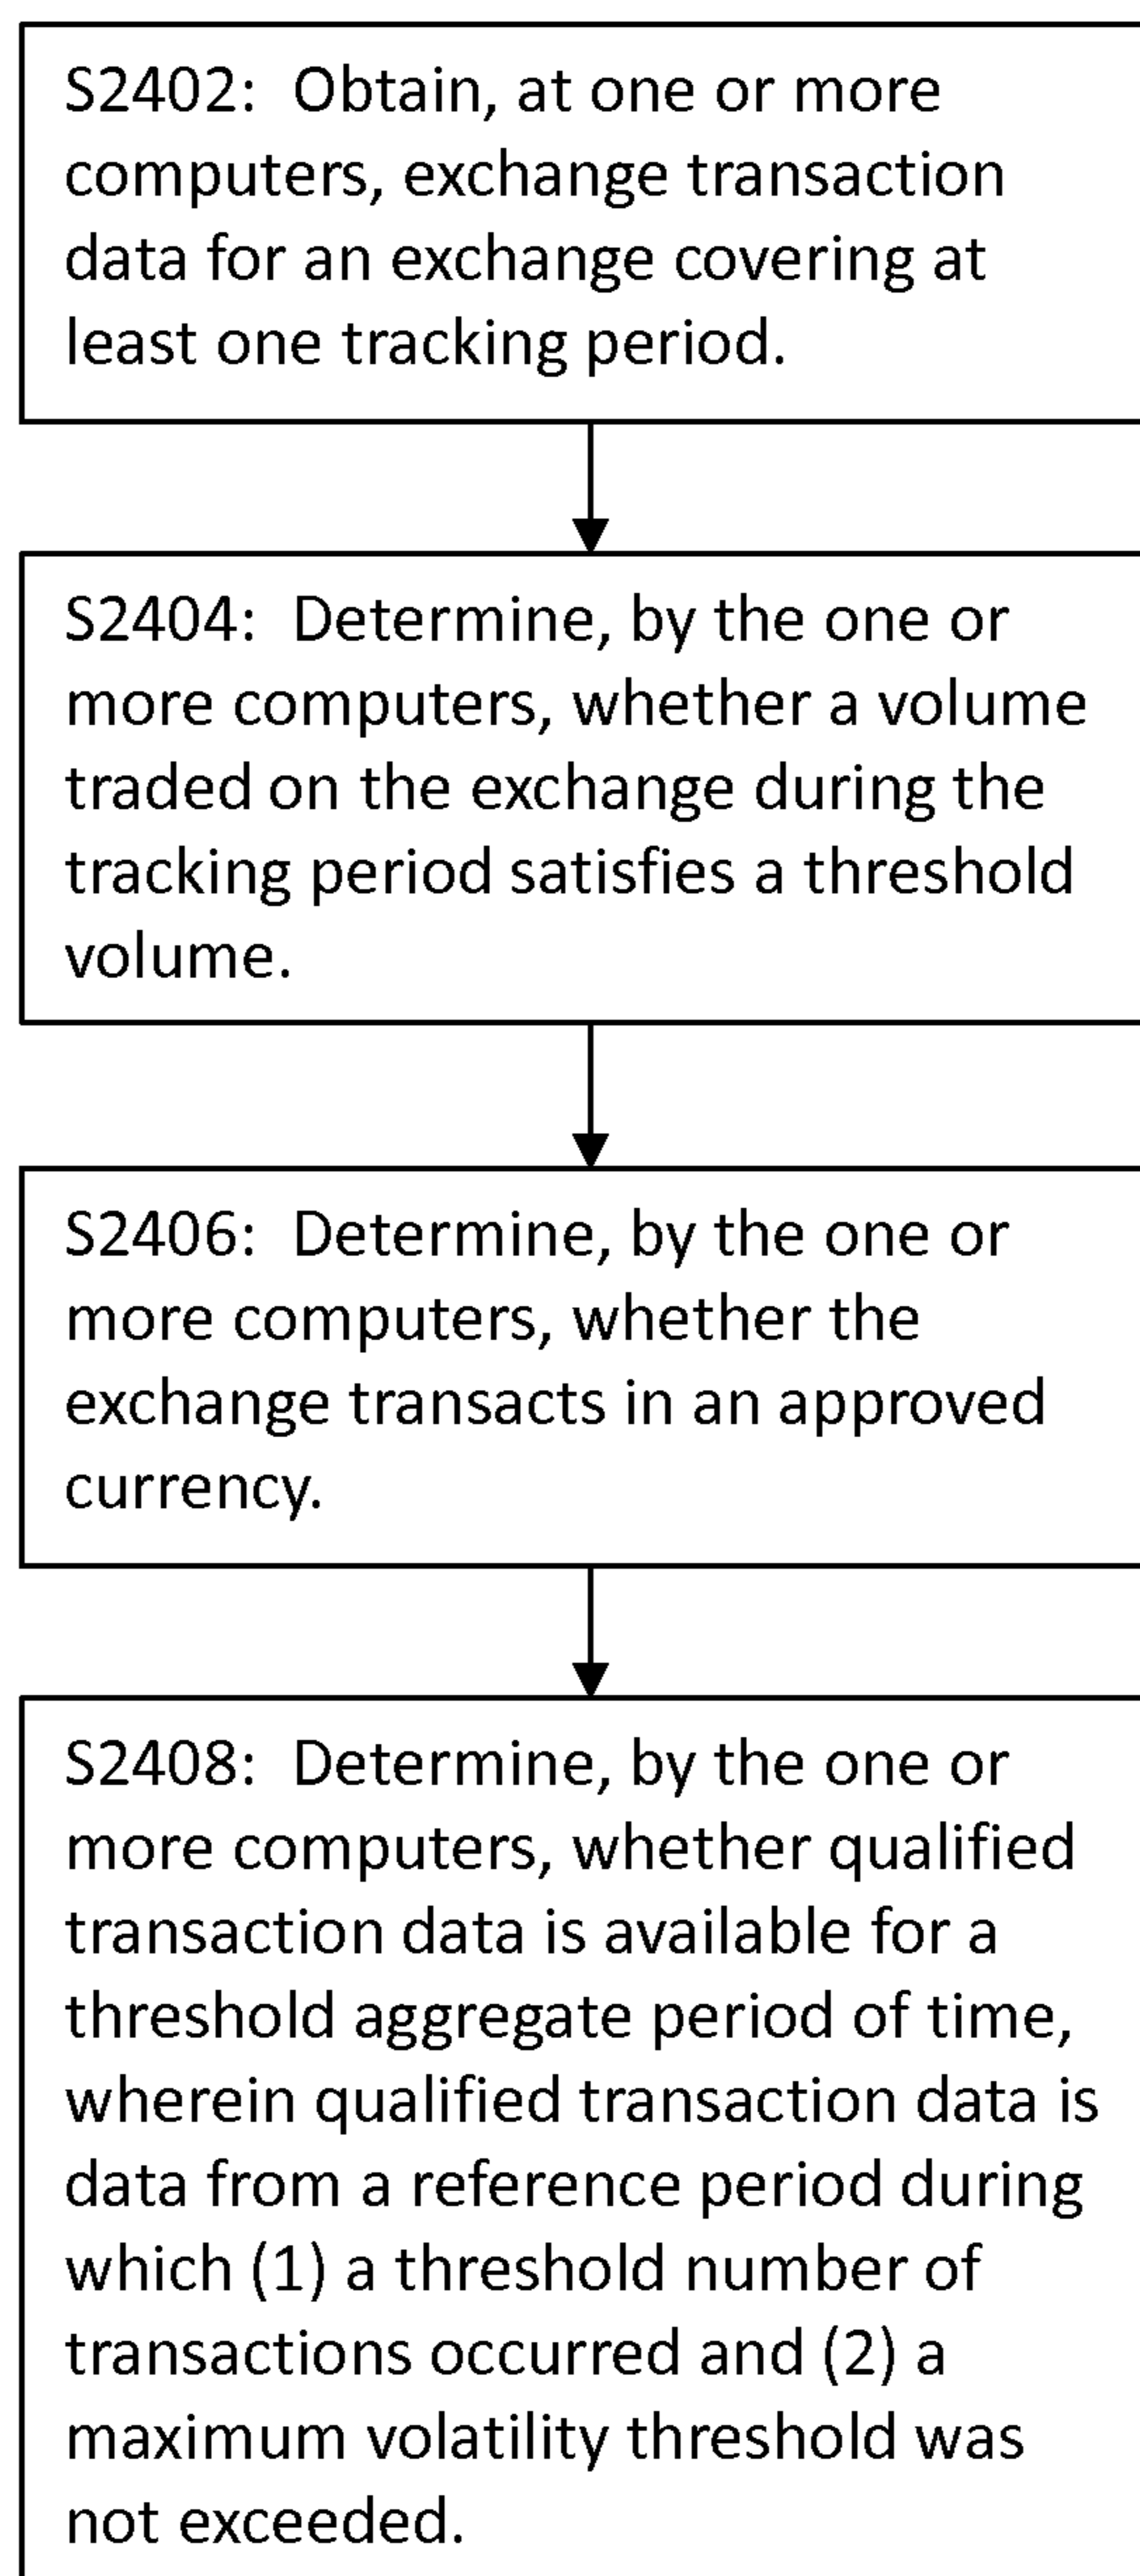 S2402: Obtain, at one or more
computers, exchange transaction
data for an exchange covering at
least one tracking period.
S2404: Determine, by the one or
more computers, whether a volume
traded on the exchange during the
tracking period satisfies a threshold
volume.
S2406: Determine, by the one or
more computers, whether the
exchange transacts in an approved
currency.
S2408: Determine, by the one or
more computers, whether qualified
transaction data is available for a
threshold aggregate period of time,
wherein qualified transaction data is
data from a reference period during
which (1) a threshold number of
transactions occurred and (2) a
maximum volatility threshold was
not exceeded.